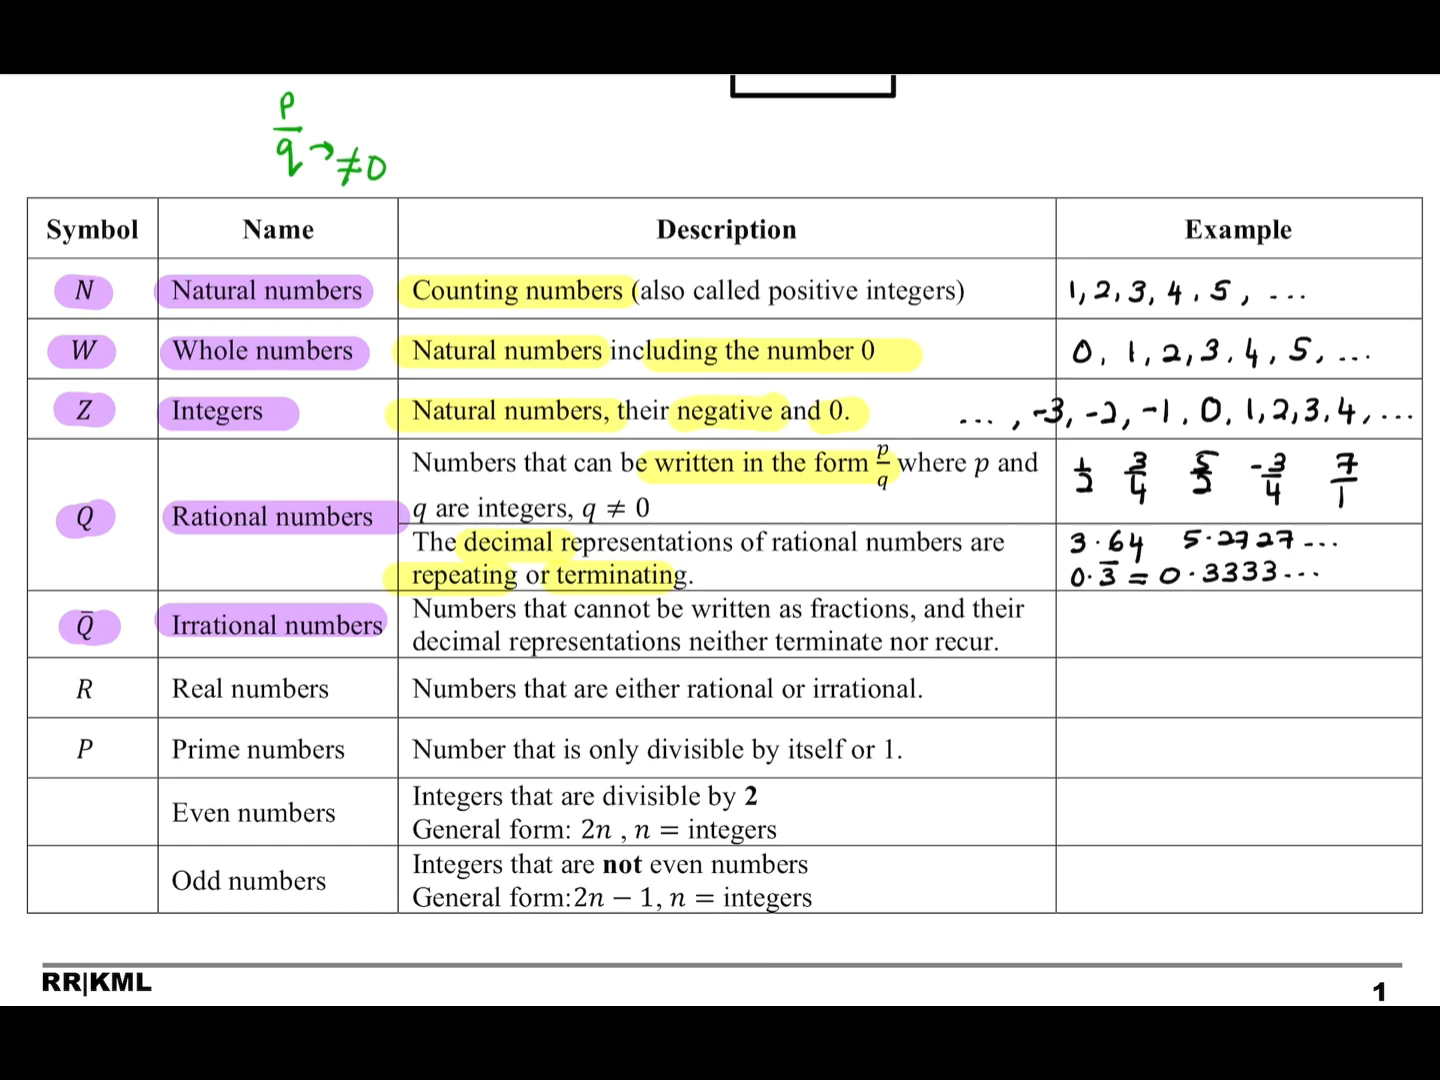 p
q → ≠0
Symbol Name Description Example
N Natural numbers Counting numbers (also called positive integers) 1, 2, 3, 4, 5, ...
W Whole numbers Natural numbers including the number 0 0, 1, 2, 3, 4, 5, ...
Z Integers Natural numbers, their negative and 0. ..., -3, -2, -1, 0, 1, 2, 3, 4, ...
Q Rational numbers Numbers that can be written in the form p/q where p and 1/2 3/4 5/2 -3/4 7/1
q are integers, q ≠ 0
The decimal representations of rational numbers are 3.64 5.2727...
repeating or terminating. 0.3̅ = 0.3333...
Q̄ Irrational numbers Numbers that cannot be written as fractions, and their
decimal representations neither terminate nor recur.
R Real numbers Numbers that are either rational or irrational.
P Prime numbers Number that is only divisible by itself or 1.
Even numbers Integers that are divisible by 2
General form: 2n , n = integers
Odd numbers Integers that are not even numbers
General form:2n − 1, n = integers
RR|KML
1